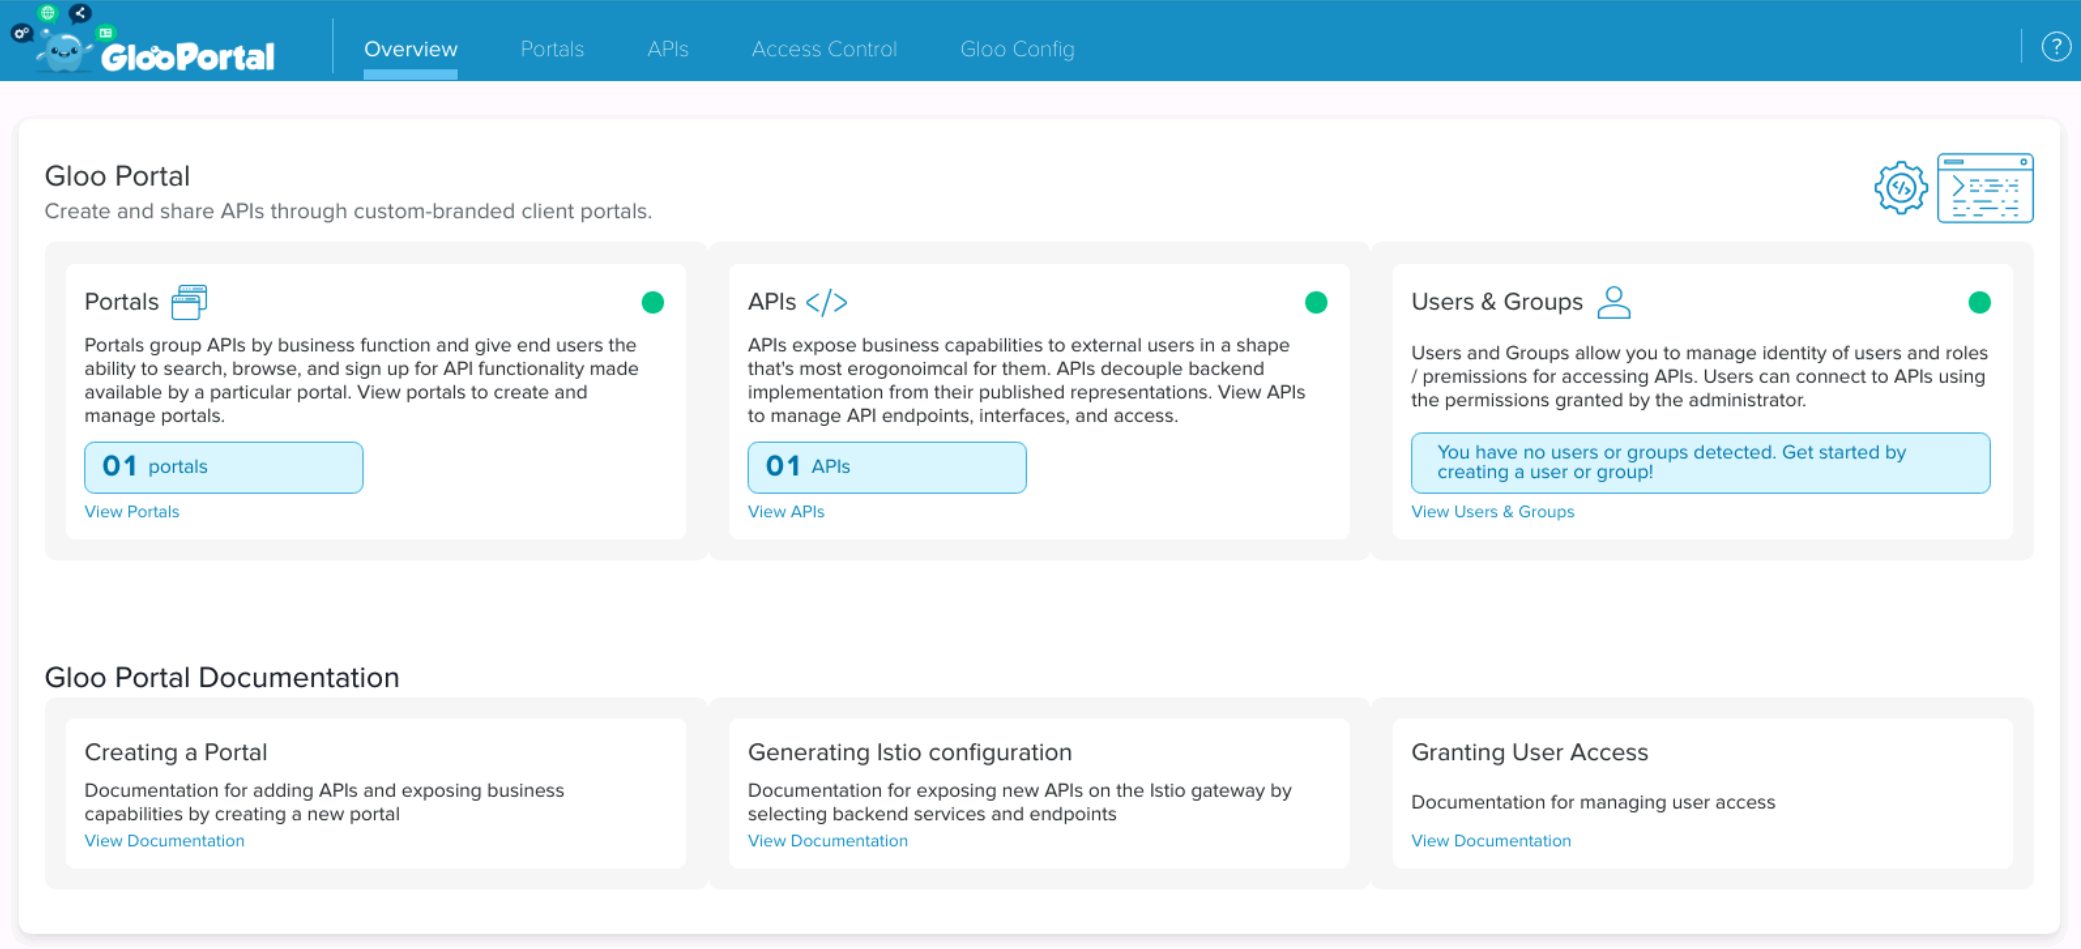 GlooPortal
Overview
Portals
APIs
Access Control
Gloo Config
?
Gloo Portal
Create and share APIs through custom-branded client portals.
Portals
Portals group APIs by business function and give end users the
ability to search, browse, and sign up for API functionality made
available by a particular portal. View portals to create and
manage portals.
01 portals
View Portals
APIs </>
APIs expose business capabilities to external users in a shape
that's most erogonoimcal for them. APIs decouple backend
implementation from their published representations. View APIs
to manage API endpoints, interfaces, and access.
01 APIs
View APIs
Users & Groups
Users and Groups allow you to manage identity of users and roles
/ premissions for accessing APIs. Users can connect to APIs using
the permissions granted by the administrator.
You have no users or groups detected. Get started by
creating a user or group!
View Users & Groups
Gloo Portal Documentation
Creating a Portal
Documentation for adding APIs and exposing business
capabilities by creating a new portal
View Documentation
Generating Istio configuration
Documentation for exposing new APIs on the Istio gateway by
selecting backend services and endpoints
View Documentation
Granting User Access
Documentation for managing user access
View Documentation